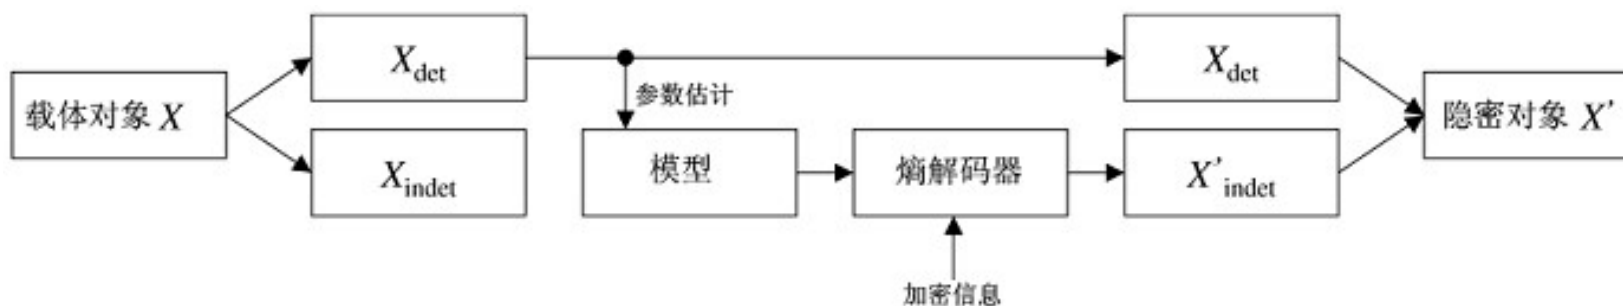 载体对象 X
X_det
X_indet
参数估计
模型
熵解码器
加密信息
X_det
X'_indet
隐密对象 X'